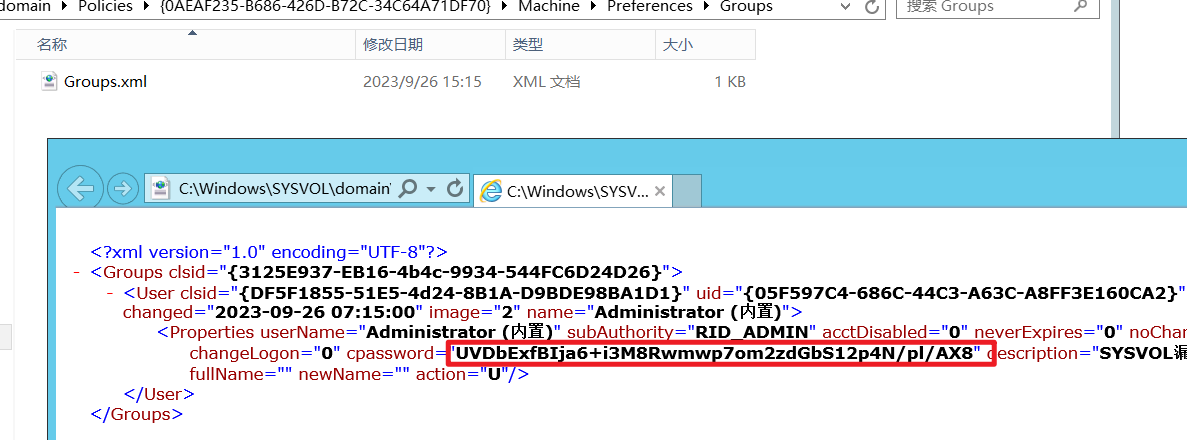 domain › Policies › {0AEAF235-B686-426D-B72C-34C64A71DF70} › Machine › Preferences › Groups
搜索 Groups
名称 修改日期 类型 大小
Groups.xml 2023/9/26 15:15 XML 文档 1 KB
C:\Windows\SYSVOL\domain\
C:\Windows\SYSV...
<?xml version="1.0" encoding="UTF-8"?>
- <Groups clsid="{3125E937-EB16-4b4c-9934-544FC6D24D26}">
- <User clsid="{DF5F1855-51E5-4d24-8B1A-D9BDE98BA1D1}" uid="{05F597C4-686C-44C3-A63C-A8FF3E160CA2}"
changed="2023-09-26 07:15:00" image="2" name="Administrator (内置)">
<Properties userName="Administrator (内置)" subAuthority="RID_ADMIN" acctDisabled="0" neverExpires="0" noChan
changeLogon="0" cpassword="UVDbExfBIja6+i3M8Rwmwp7om2zdGbS12p4N/pl/AX8" description="SYSVOL漏
fullName="" newName="" action="U"/>
</User>
</Groups>